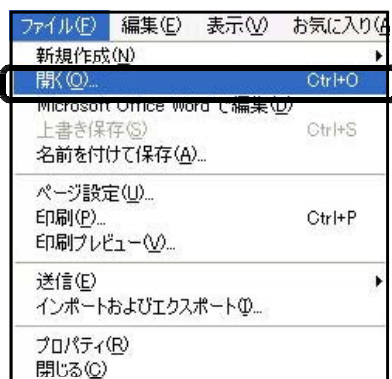 ファイル(F) 編集(E) 表示(V) お気に入り(A
新規作成(N)
開く(O)... Ctrl+O
Microsoft Office Word で編集(D)
上書き保存(S) Ctrl+S
名前を付けて保存(A)...
ページ設定(U)...
印刷(P)... Ctrl+P
印刷プレビュー(V)...
送信(E)
インポートおよびエクスポート(I)...
プロパティ(R)
閉じる(C)